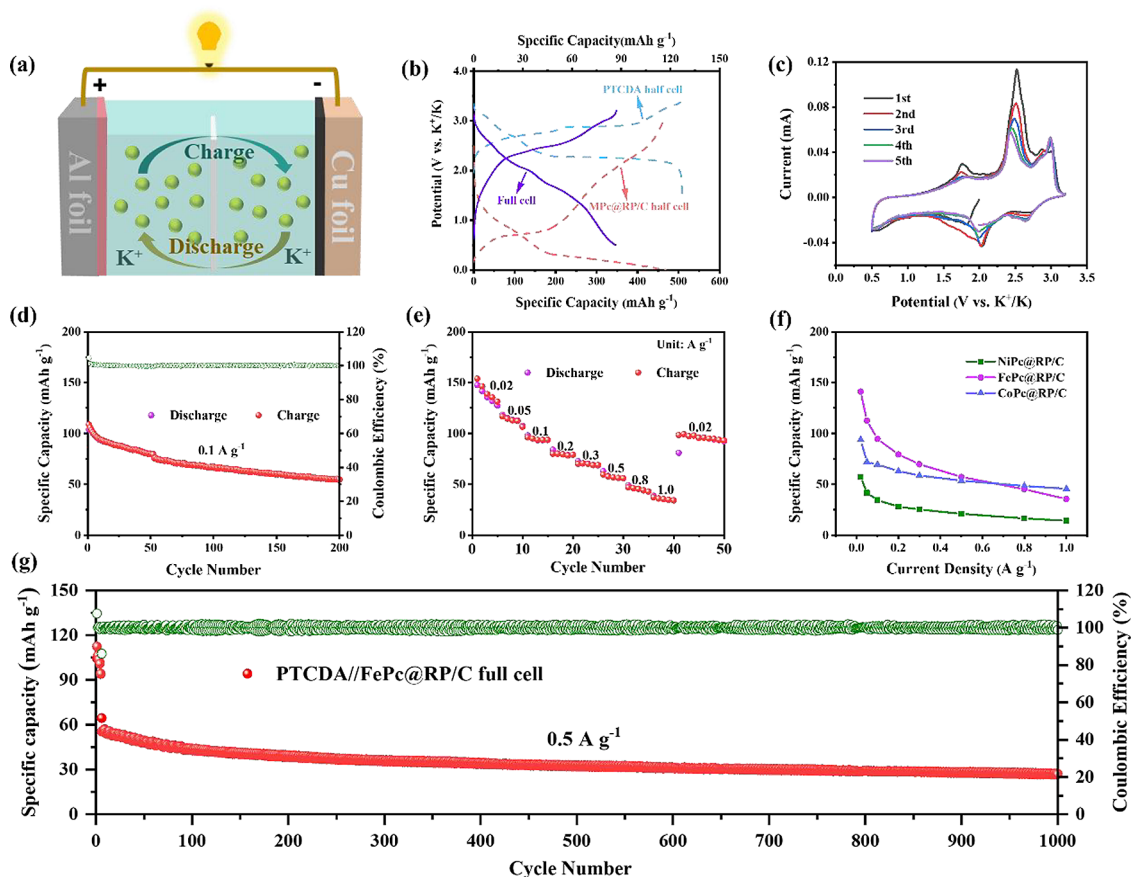 (a)
+
-
Al foil
Cu foil
Charge
Discharge
K⁺
K⁺
(b)
Specific Capacity(mAh g⁻¹)
0 30 60 90 120 150
4.0
3.0
2.0
1.0
0.0
Potential (V vs. K⁺/K)
PTCDA half cell
Full cell
MPc@RP/C half cell
0 100 200 300 400 500 600
Specific Capacity (mAh g⁻¹)
(c)
0.12
0.08
0.04
0.00
-0.04
Current (mA)
1st
2nd
3rd
4th
5th
0.0 0.5 1.0 1.5 2.0 2.5 3.0 3.5
Potential (V vs. K⁺/K)
(d)
200
150
100
50
0
Specific Capacity (mAh g⁻¹)
Discharge
Charge
0.1 A g⁻¹
120
100
80
60
40
20
0
Coulombic Efficiency (%)
0 50 100 150 200
Cycle Number
(e)
200
150
100
50
0
Specific Capacity (mAh g⁻¹)
Unit: A g⁻¹
Discharge
Charge
0.02
0.05
0.1
0.2
0.3
0.5
0.8
1.0
0.02
0 10 20 30 40 50
Cycle Number
(f)
200
150
100
50
0
Specific Capacity (mAh g⁻¹)
NiPc@RP/C
FePc@RP/C
CoPc@RP/C
0.0 0.2 0.4 0.6 0.8 1.0
Current Density (A g⁻¹)
(g)
150
120
90
60
30
0
Specific capacity (mAh g⁻¹)
PTCDA//FePc@RP/C full cell
0.5 A g⁻¹
120
100
80
60
40
20
0
Coulombic Efficiency (%)
0 100 200 300 400 500 600 700 800 900 1000
Cycle Number